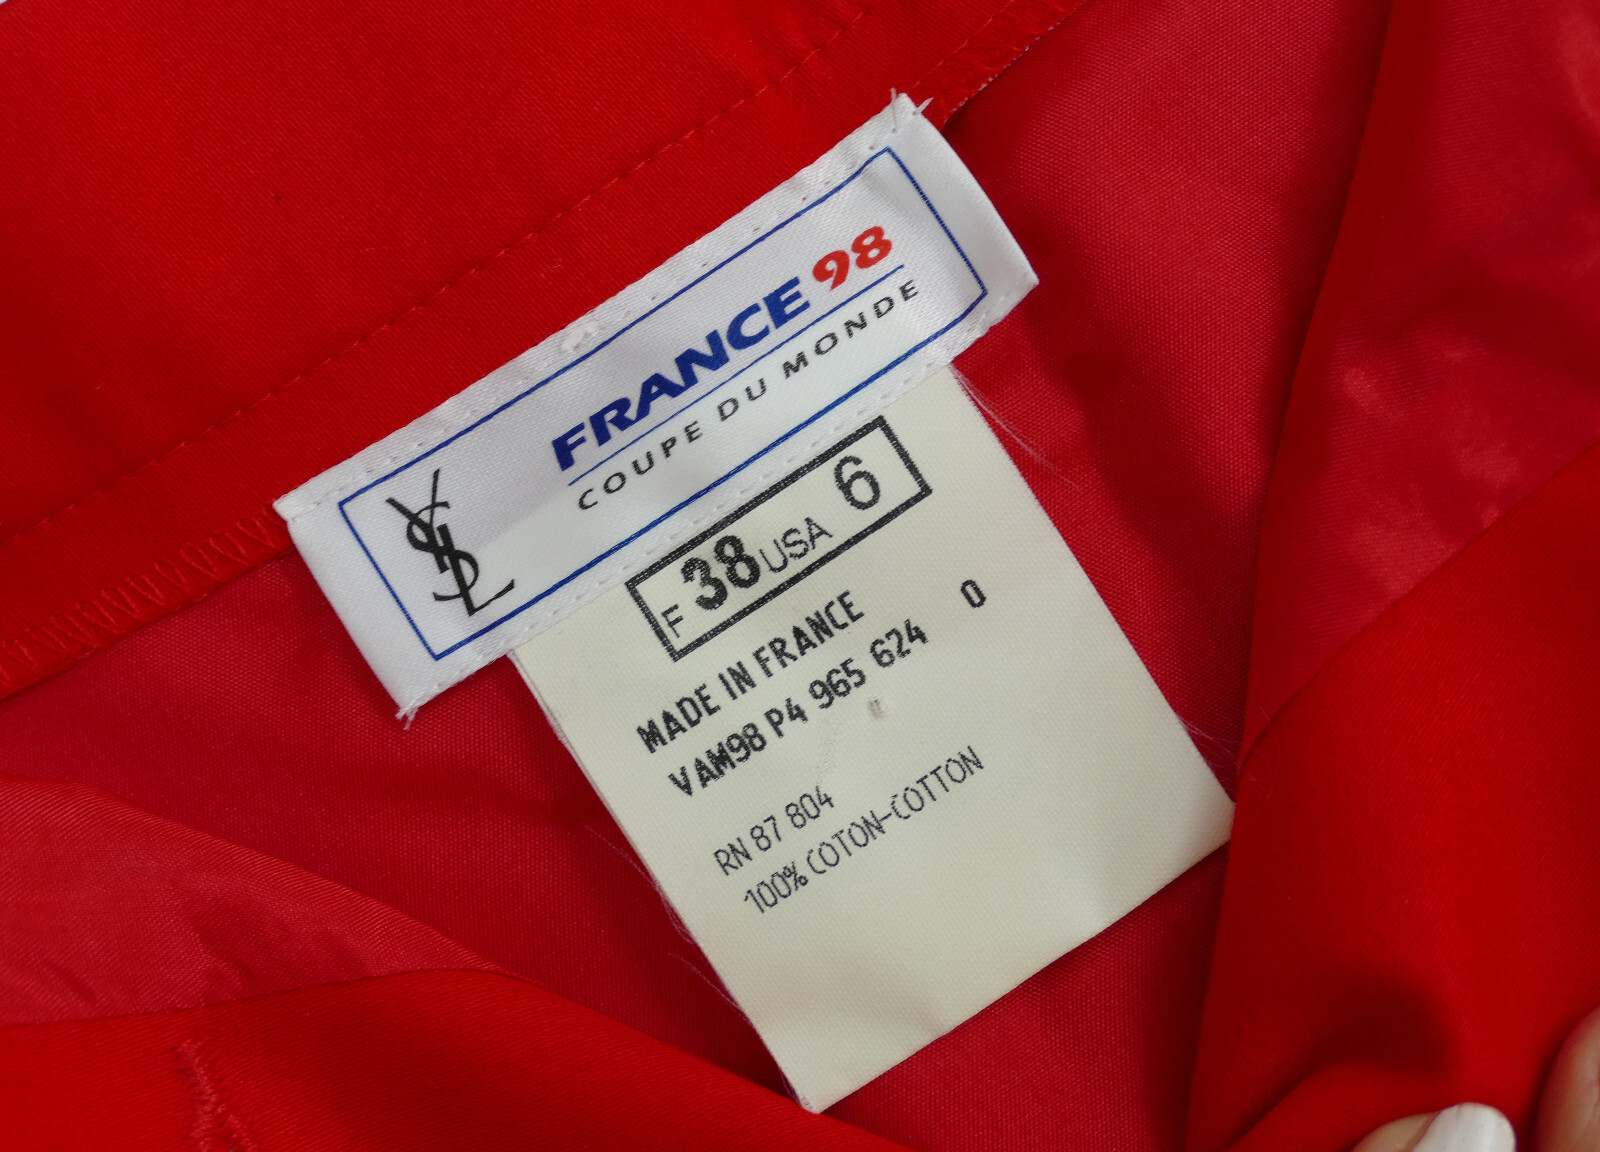 YSL
FRANCE 98
COUPE DU MONDE
F 38 USA 6
MADE IN FRANCE
VAM98 P4 965 624 0
RN 87 804
100% COTON-COTTON